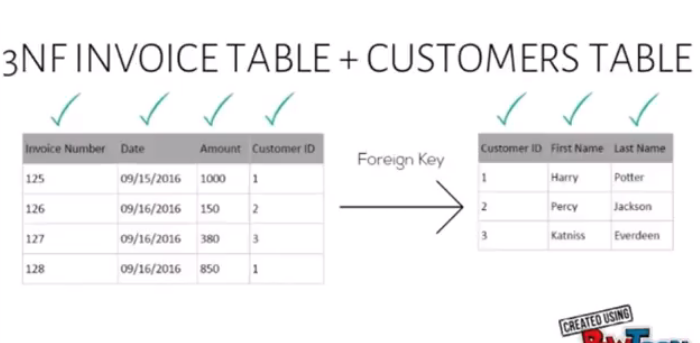 3NF INVOICE TABLE + CUSTOMERS TABLE
Invoice Number Date Amount Customer ID
125 09/15/2016 1000 1
126 09/16/2016 150 2
127 09/16/2016 380 3
128 09/16/2016 850 1
Foreign Key
Customer ID First Name Last Name
1 Harry Potter
2 Percy Jackson
3 Katniss Everdeen
CREATED USING